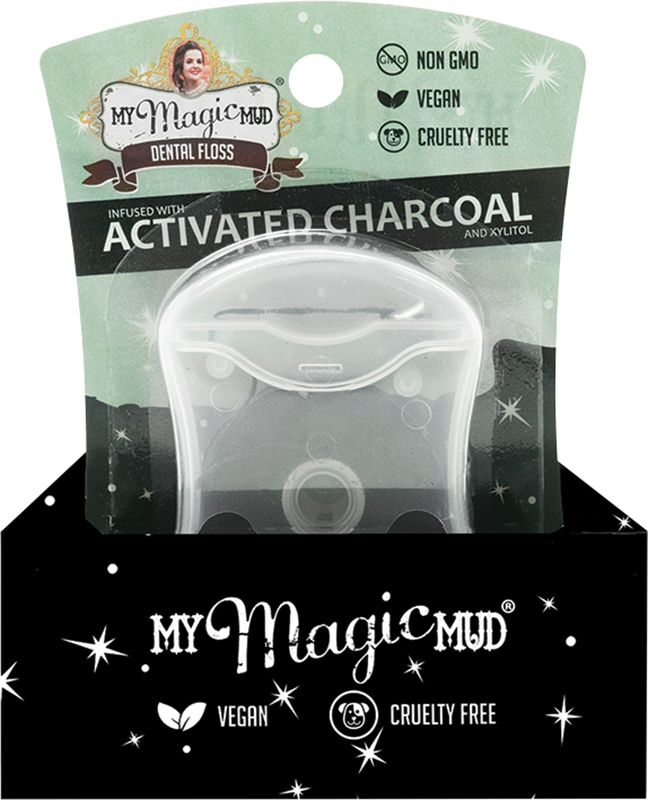 MY Magic MUD®
DENTAL FLOSS
GMO
NON GMO
VEGAN
CRUELTY FREE
INFUSED WITH
ACTIVATED CHARCOAL
AND XYLITOL
MY Magic MUD®
VEGAN
CRUELTY FREE